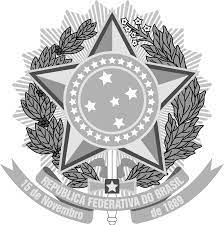 REPÚBLICA FEDERATIVA DO BRASIL
15 de Novembro de 1889